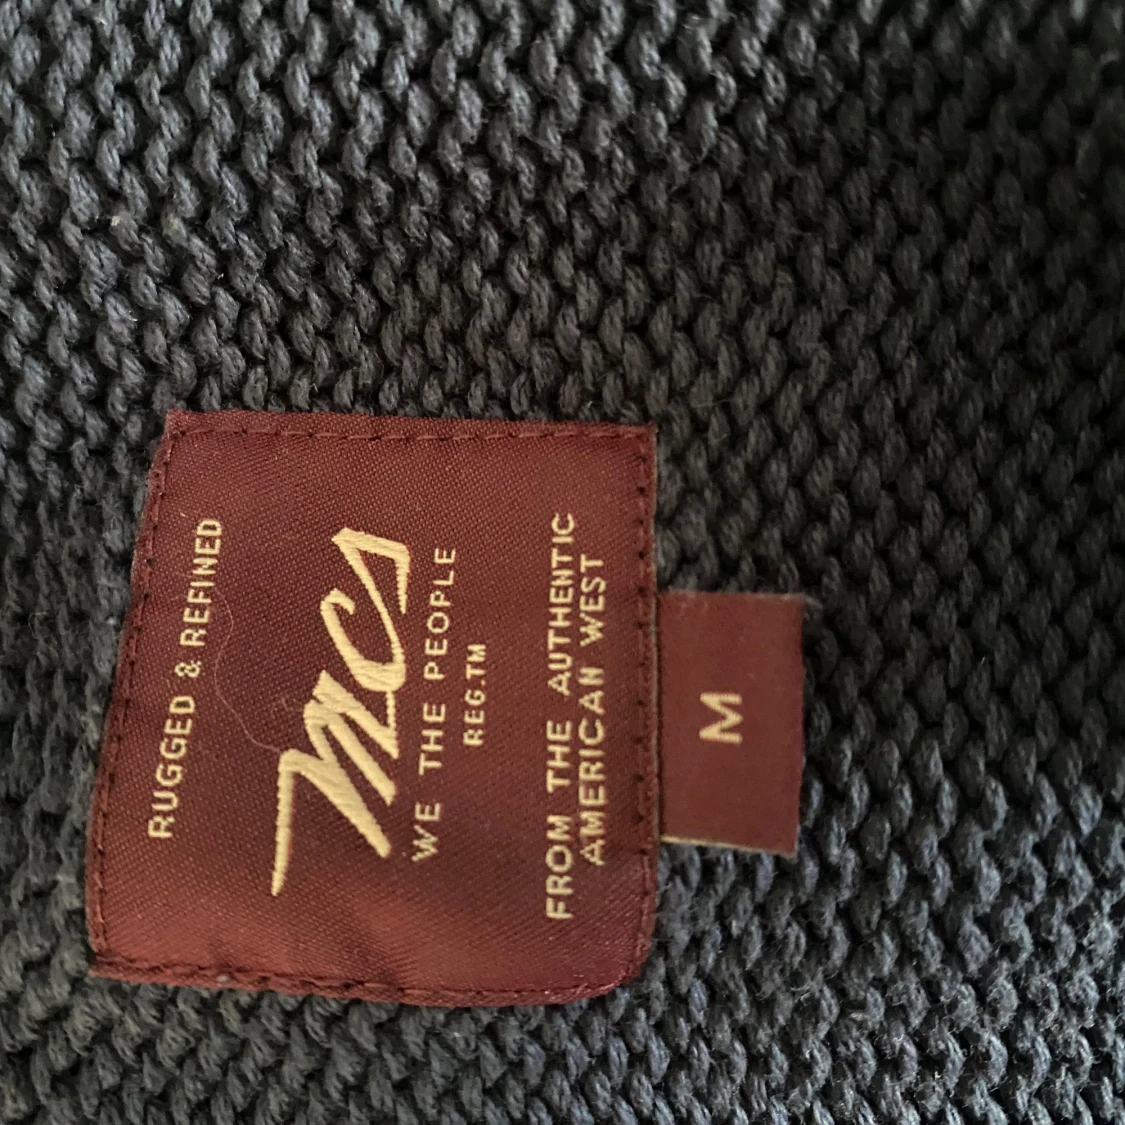 RUGGED & REFINED
mcs
WE THE PEOPLE
REG.TM
FROM THE AUTHENTIC
AMERICAN WEST
M